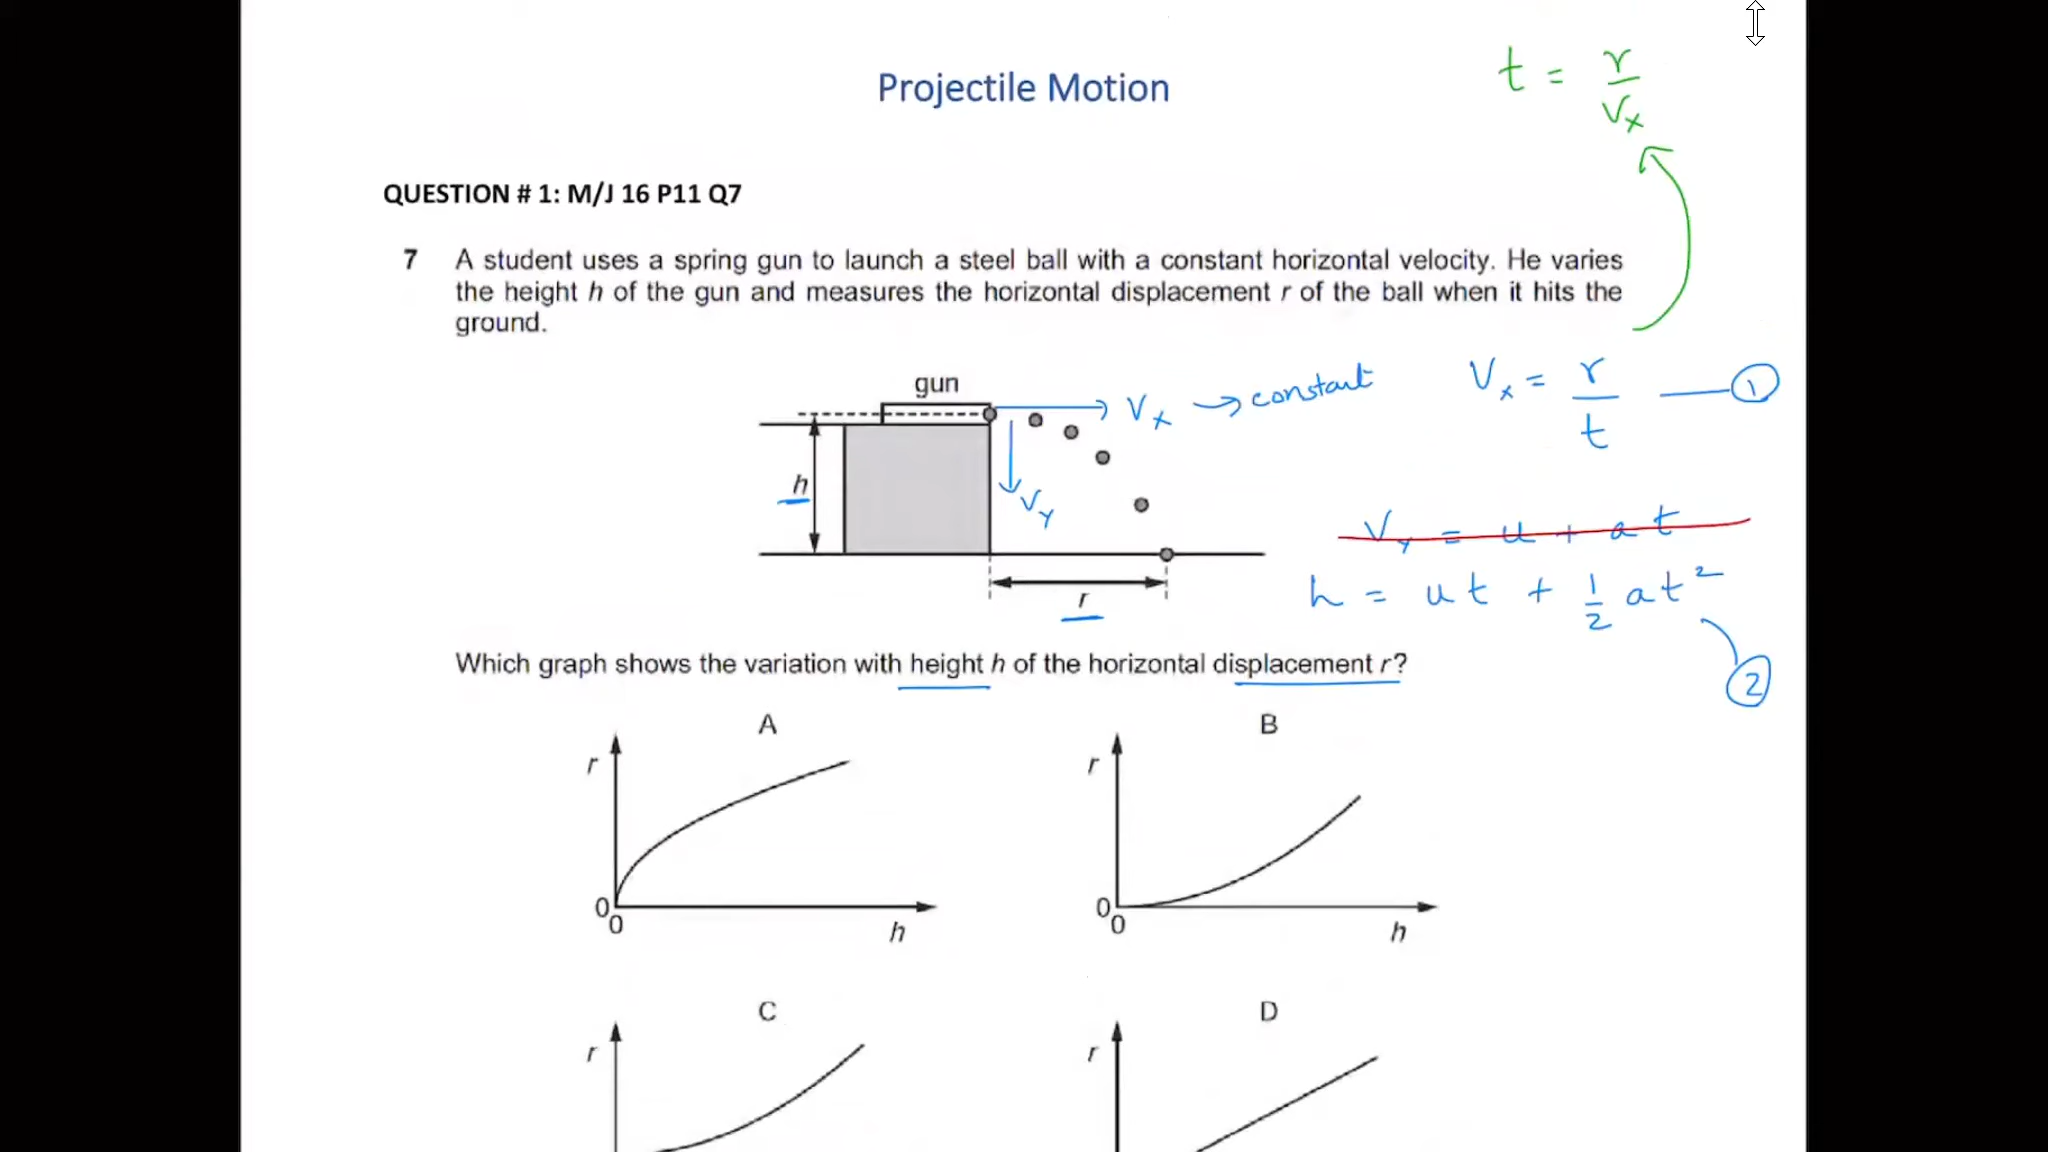 t = r / vx
Projectile Motion
QUESTION # 1: M/J 16 P11 Q7
7 A student uses a spring gun to launch a steel ball with a constant horizontal velocity. He varies
the height h of the gun and measures the horizontal displacement r of the ball when it hits the
ground.
gun
Vx → constant
Vx = r / t — ①
h
Vy
Vy = u + at
h = ut + 1/2 at²
②
r
Which graph shows the variation with height h of the horizontal displacement r?
A
B
r
r
0
0
h
0
0
h
C
D
r
r